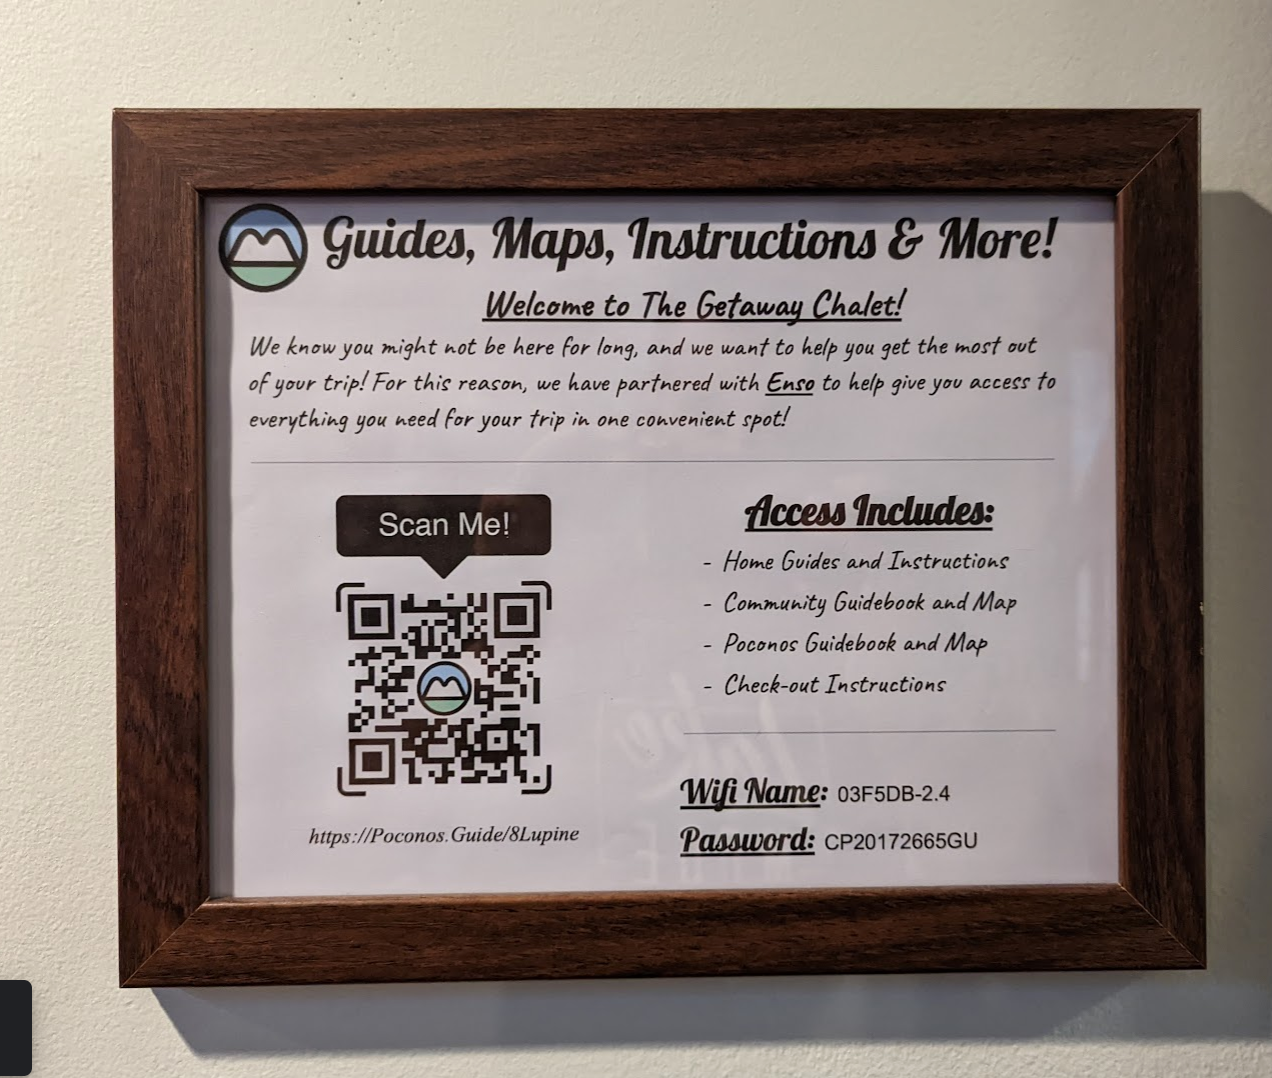 Guides, Maps, Instructions & More!
Welcome to The Getaway Chalet!
We know you might not be here for long, and we want to help you get the most out
of your trip! For this reason, we have partnered with Enso to help give you access to
everything you need for your trip in one convenient spot!
Scan Me!
https://Poconos.Guide/8Lupine
Access Includes:
- Home Guides and Instructions
- Community Guidebook and Map
- Poconos Guidebook and Map
- Check-out Instructions
Wifi Name: 03F5DB-2.4
Password: CP20172665GU